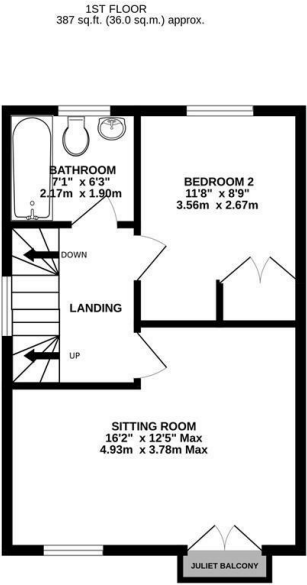 1ST FLOOR
387 sq.ft. (36.0 sq.m.) approx.
BATHROOM
7'1" x 6'3"
2.17m x 1.90m
BEDROOM 2
11'8" x 8'9"
3.56m x 2.67m
DOWN
LANDING
UP
SITTING ROOM
16'2" x 12'5" Max
4.93m x 3.78m Max
JULIET BALCONY